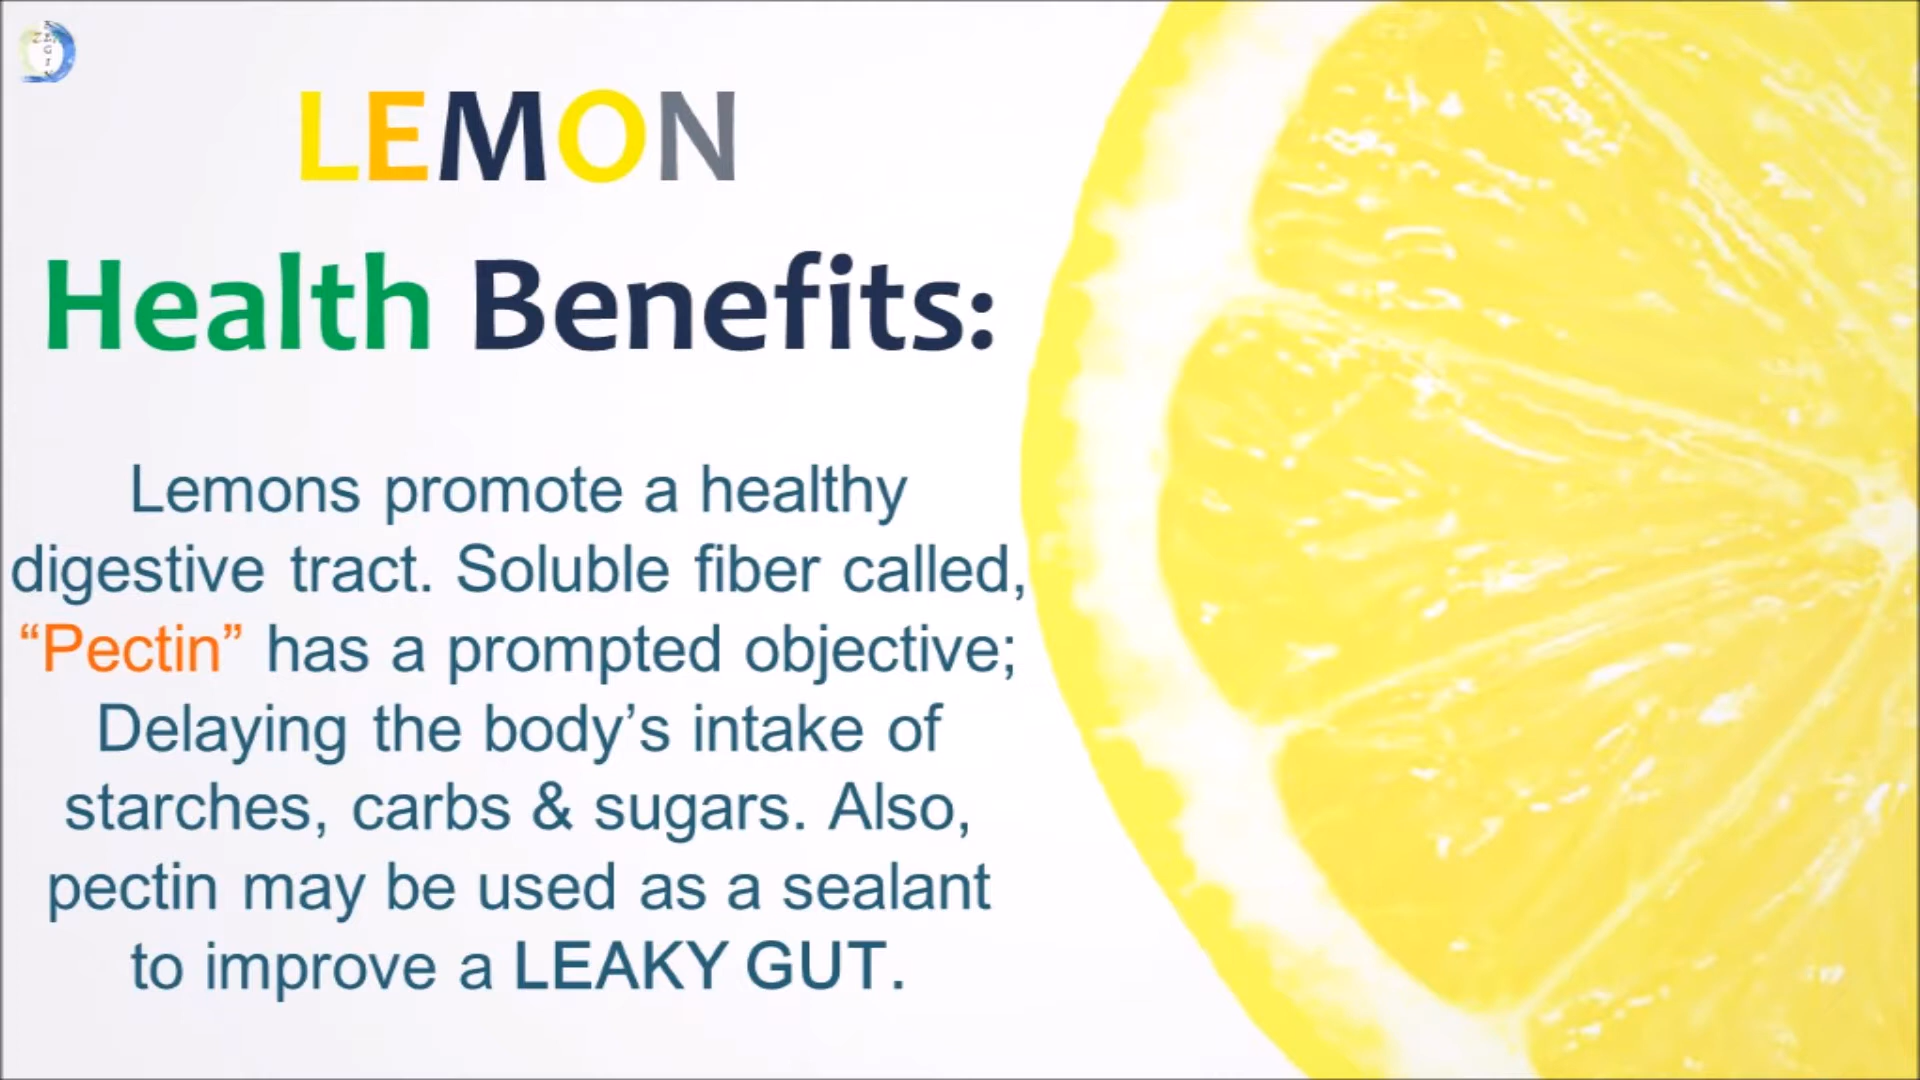 LEMON
Health Benefits:
Lemons promote a healthy
digestive tract. Soluble fiber called,
“Pectin” has a prompted objective;
Delaying the body’s intake of
starches, carbs & sugars. Also,
pectin may be used as a sealant
to improve a LEAKY GUT.